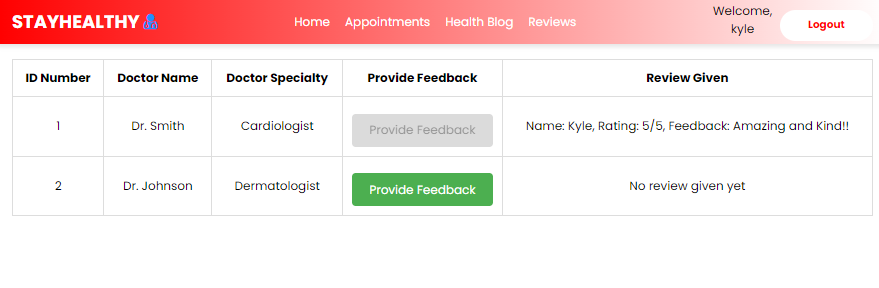 STAYHEALTHY Home Appointments Health Blog Reviews Welcome, kyle Logout
ID Number Doctor Name Doctor Specialty Provide Feedback Review Given
1 Dr. Smith Cardiologist Provide Feedback Name: Kyle, Rating: 5/5, Feedback: Amazing and Kind!!
2 Dr. Johnson Dermatologist Provide Feedback No review given yet